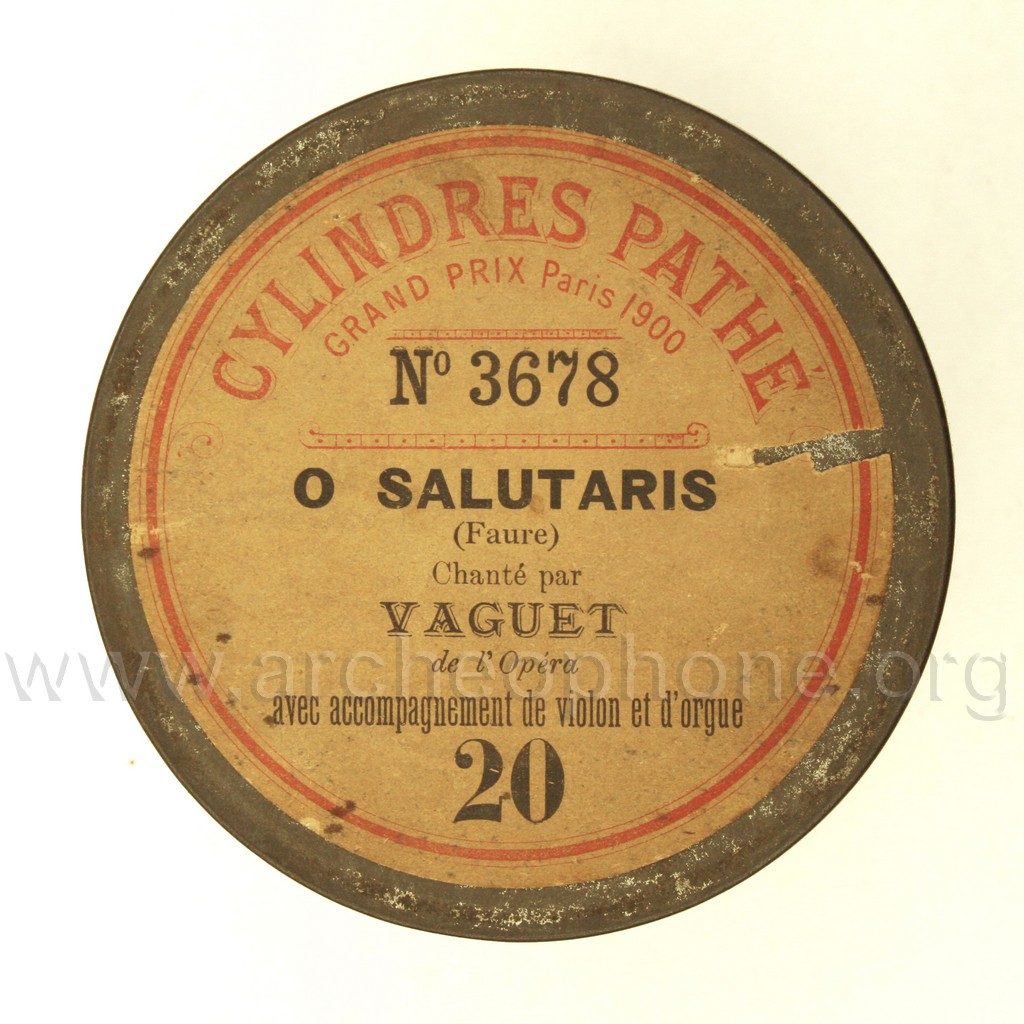 CYLINDRES PATHÉ
GRAND PRIX Paris 1900
Nº 3678
O SALUTARIS
(Faure)
Chanté par
VAGUET
de l'Opéra
www.archeophone.org
avec accompagnement de violon et d'orgue
20